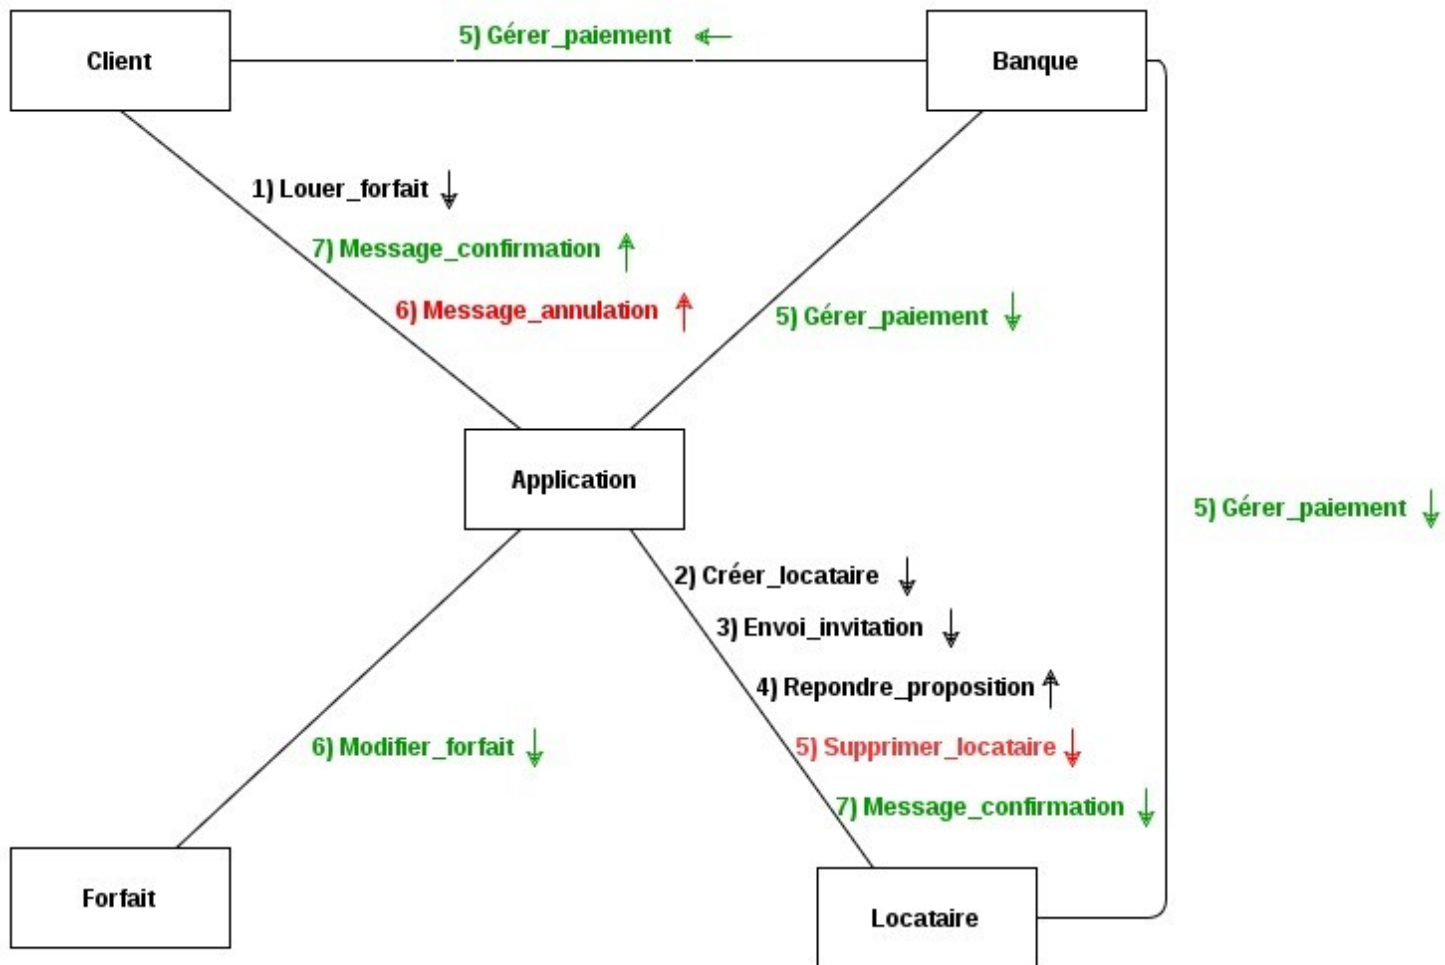 5) Gérer_paiement
Client
Banque
1) Louer_forfait
7) Message_confirmation
6) Message_annulation
5) Gérer_paiement
Application
5) Gérer_paiement
2) Créer_locataire
3) Envoi_invitation
4) Repondre_proposition
6) Modifier_forfait
5) Supprimer_locataire
7) Message_confirmation
Forfait
Locataire